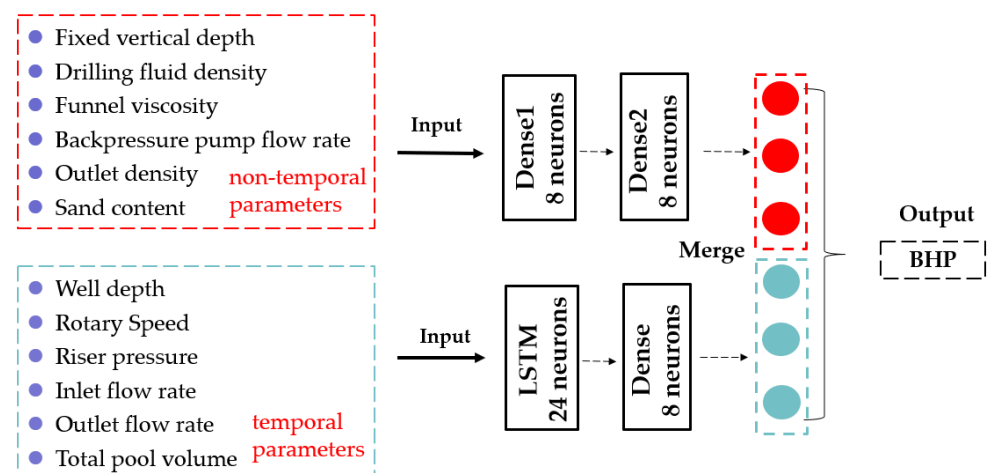 Fixed vertical depth
Drilling fluid density
Funnel viscosity
Backpressure pump flow rate
Outlet density
Sand content
non-temporal
parameters
Input
Dense1
8 neurons
Dense2
8 neurons
Merge
Output
BHP
Well depth
Rotary Speed
Riser pressure
Inlet flow rate
Outlet flow rate
Total pool volume
temporal
parameters
Input
LSTM
24 neurons
Dense
8 neurons